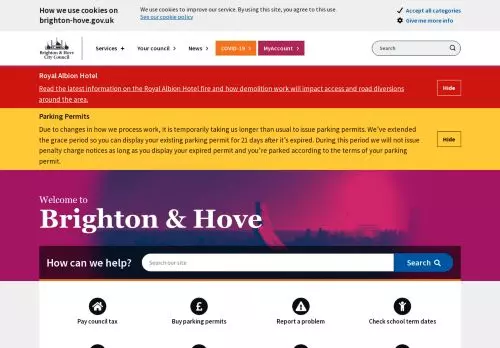 How we use cookies on
brighton-hove.gov.uk
We use cookies to improve our service. By using this site, you agree to this use.
See our cookie policy
Accept all categories
Give me more info
Brighton & Hove
City Council
Services
Your council
News
COVID-19
MyAccount
Search
Royal Albion Hotel
Read the latest information on the Royal Albion Hotel fire and how demolition work will impact access and road diversions
around the area.
Hide
Parking Permits
Due to changes in how we process work, it is temporarily taking us longer than usual to issue parking permits. We've extended
the grace period so you can display your existing parking permit for 21 days after it's expired. During this period we will not issue
penalty charge notices as long as you display your expired permit and you're parked according to the terms of your parking
permit.
Hide
Welcome to
Brighton & Hove
How can we help?
Search our site
Search
Pay council tax
Buy parking permits
Report a problem
Check school term dates